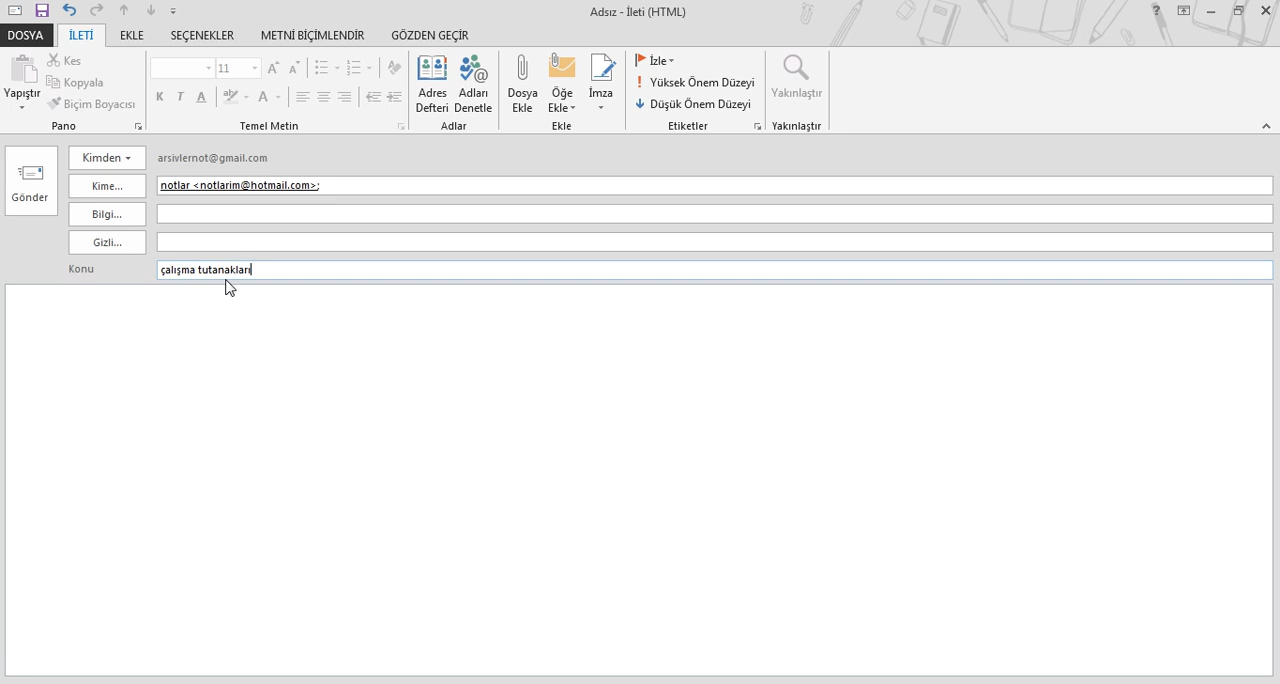 Adsız - İleti (HTML)
?
DOSYA İLETİ EKLE SEÇENEKLER METNİ BİÇİMLENDİR GÖZDEN GEÇİR
Yapıştır
Kes
Kopyala
Biçim Boyacısı
Pano
11
A A
K T A
aby A
Temel Metin
Adres Defteri
Adları Denetle
Adlar
Dosya Ekle
Öğe Ekle
İmza
Ekle
İzle
! Yüksek Önem Düzeyi
Düşük Önem Düzeyi
Etiketler
Yakınlaştır
Yakınlaştır
Gönder
Kimden arsivlernot@gmail.com
Kime... notlar <notlarim@hotmail.com>;
Bilgi...
Gizli...
Konu çalışma tutanakları